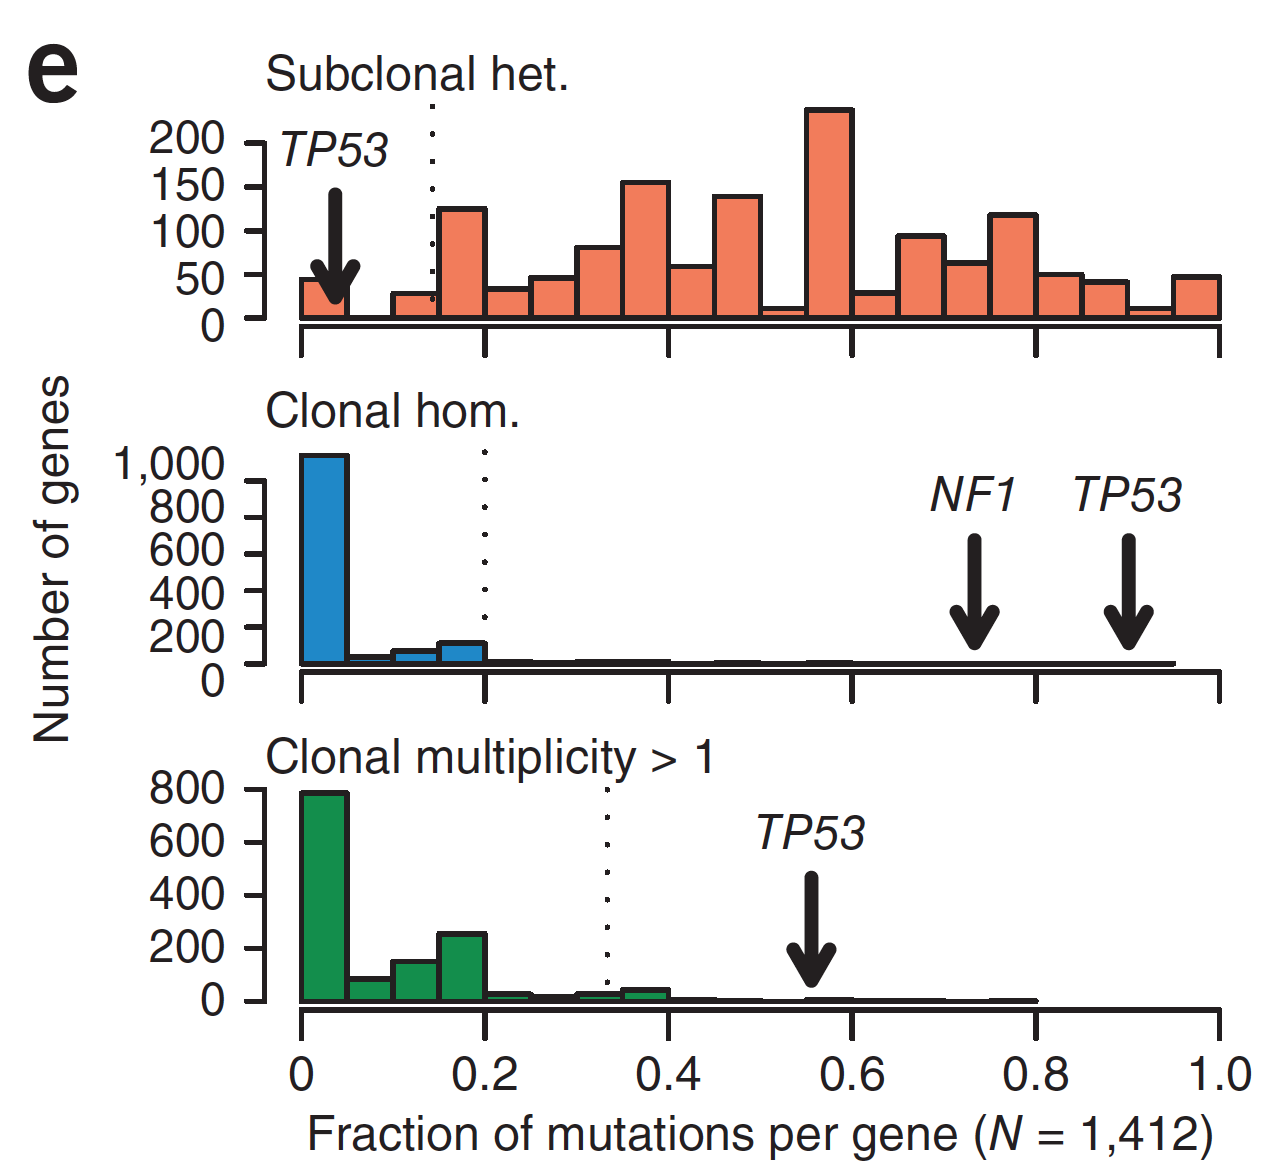 e
Subclonal het.
TP53
200
150
100
50
0
Clonal hom.
NF1 TP53
1,000
800
600
400
200
0
Number of genes
Clonal multiplicity > 1
TP53
800
600
400
200
0
0 0.2 0.4 0.6 0.8 1.0
Fraction of mutations per gene (N = 1,412)